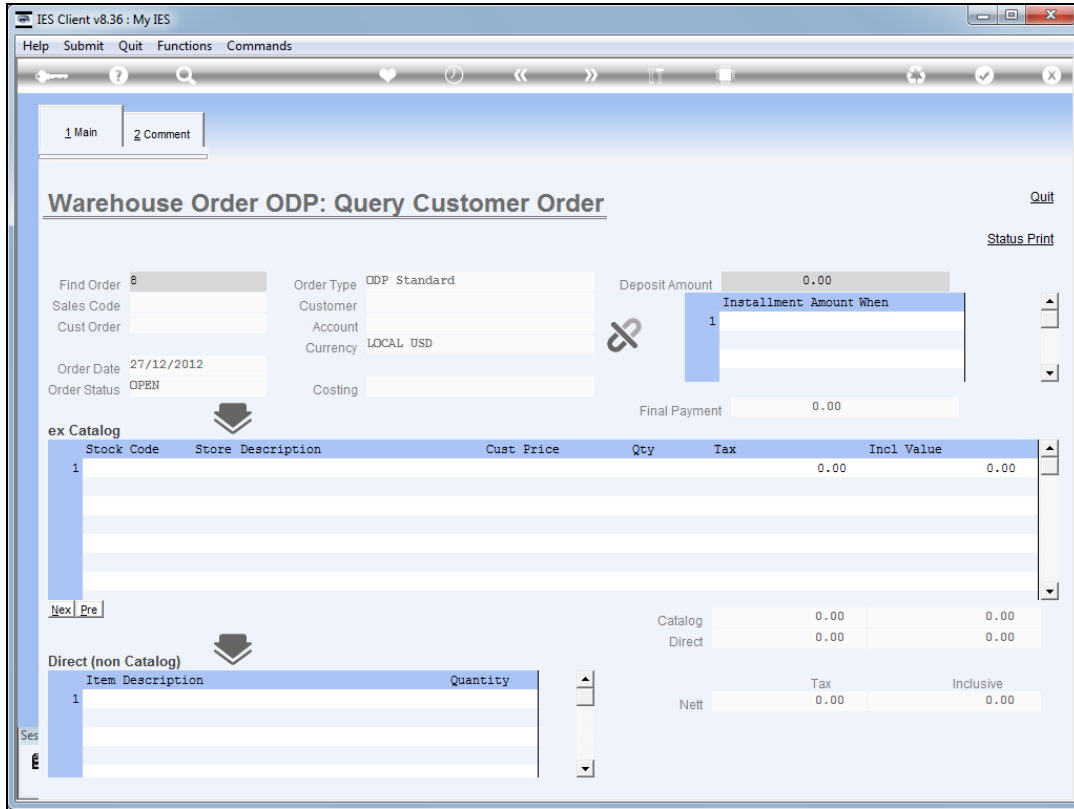 IES Client v8.36 : My IES
Help Submit Quit Functions Commands
1 Main
2 Comment
Warehouse Order ODP: Query Customer Order
Quit
Status Print
Find Order 8
Order Type ODP Standard
Deposit Amount 0.00
Sales Code
Customer
Installment Amount When
Cust Order
Account
1
Currency LOCAL USD
Order Date 27/12/2012
Order Status OPEN
Costing
Final Payment 0.00
ex Catalog
Stock Code Store Description Cust Price Qty Tax Incl Value
1 0.00 0.00
Nex Pre
Catalog 0.00 0.00
Direct 0.00 0.00
Direct (non Catalog)
Item Description Quantity
1
Tax Inclusive
Nett 0.00 0.00
Ses